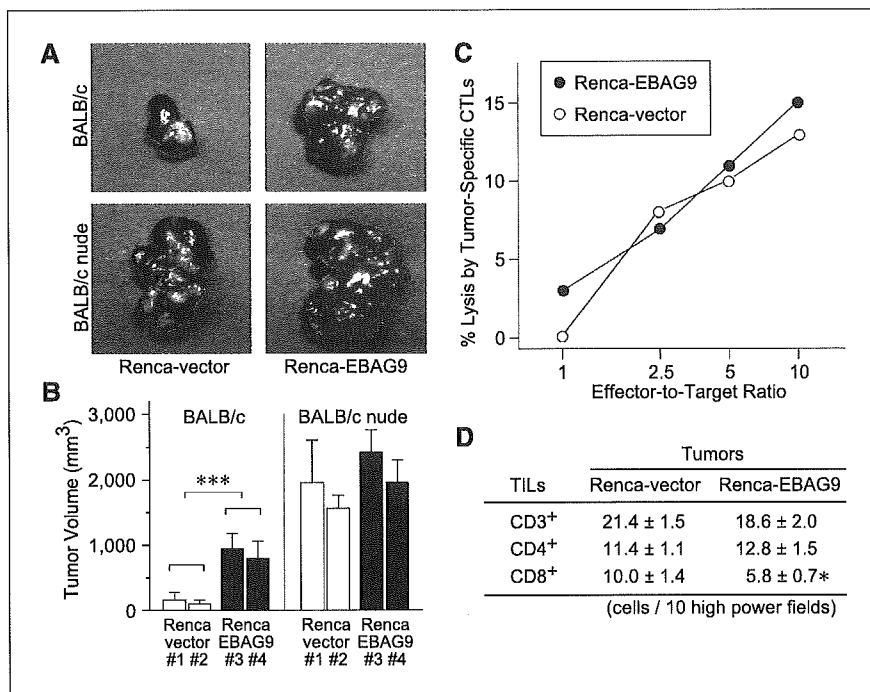 A
BALB/c
BALB/c nude
Renca-vector
Renca-EBAG9
B
Tumor Volume (mm³)
3,000
2,000
1,000
0
BALB/c
BALB/c nude
***
Renca vector #1 #2
Renca EBAG9 #3 #4
Renca vector #1 #2
Renca EBAG9 #3 #4
C
% Lysis by Tumor-Specific CTLs
Renca-EBAG9
Renca-vector
15
10
5
0
1
2.5
5
10
Effector-to-Target Ratio
D
Tumors
TILs Renca-vector Renca-EBAG9
CD3⁺ 21.4 ± 1.5 18.6 ± 2.0
CD4⁺ 11.4 ± 1.1 12.8 ± 1.5
CD8⁺ 10.0 ± 1.4 5.8 ± 0.7*
(cells / 10 high power fields)